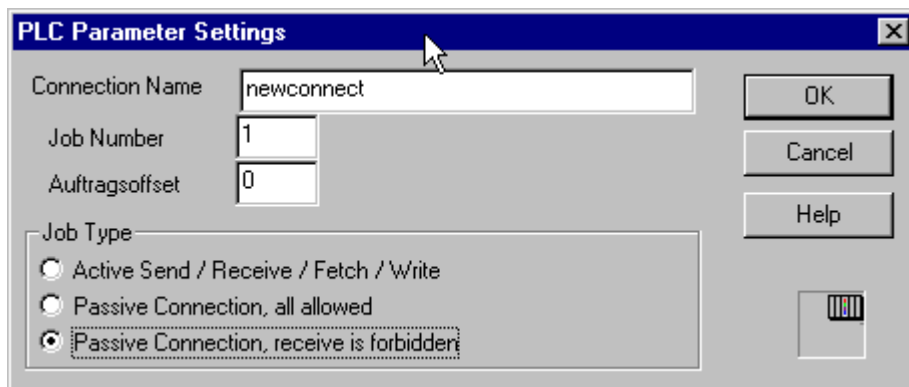 PLC Parameter Settings
Connection Name newconnect
OK
Job Number 1
Cancel
Auftragsoffset 0
Help
Job Type
Active Send / Receive / Fetch / Write
Passive Connection, all allowed
Passive Connection, receive is forbidden